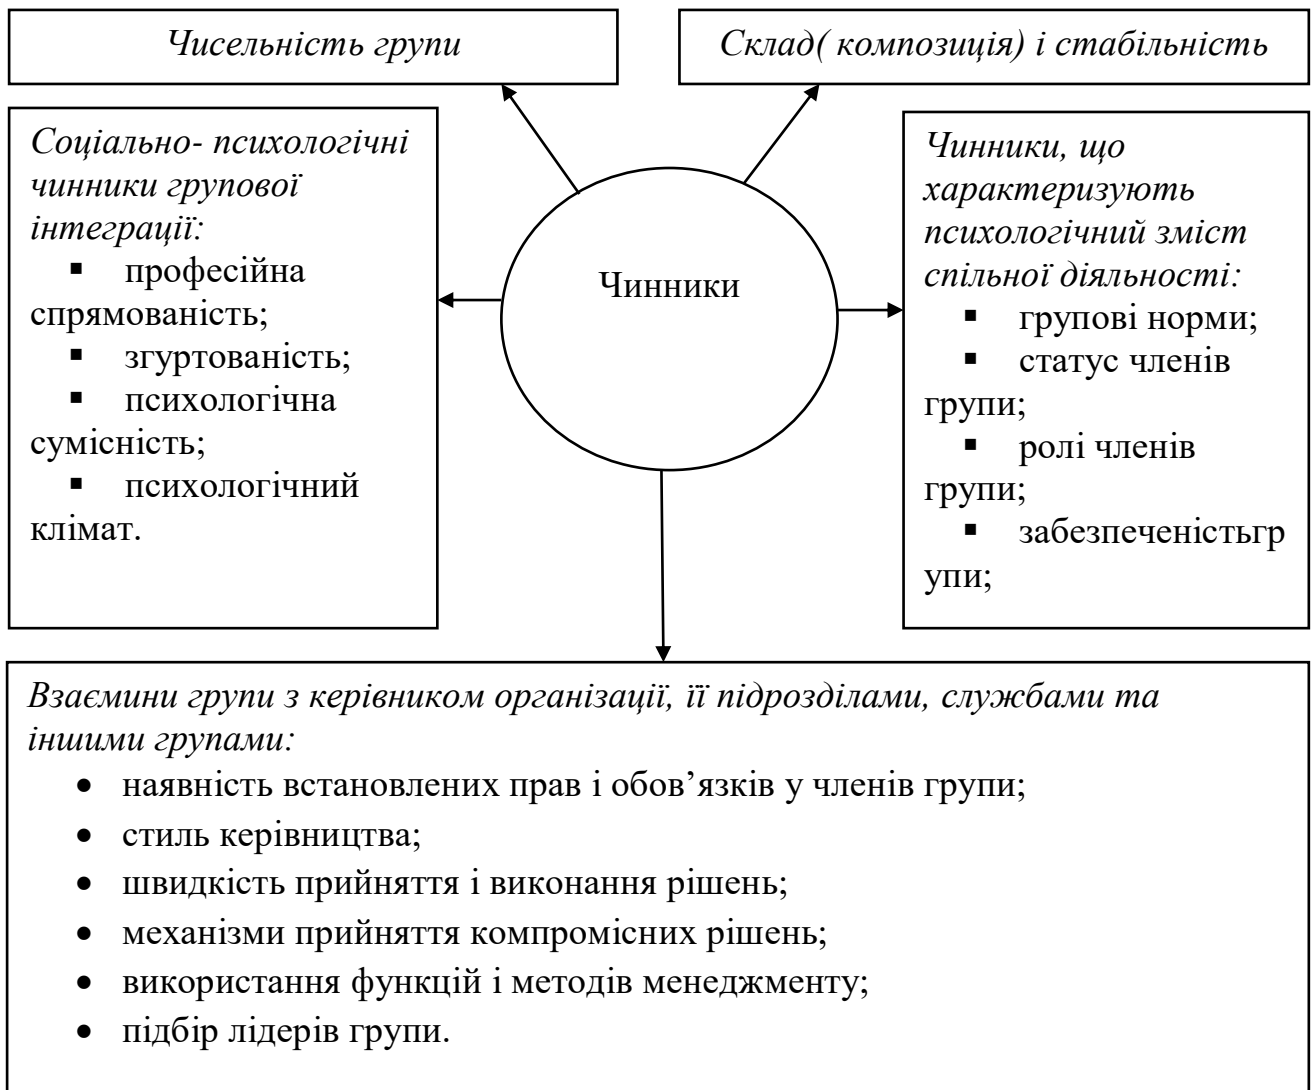 Чисельність групи
Склад( композиція) і стабільність
Соціально- психологічні
чинники групової
інтеграції:
▪ професійна
спрямованість;
▪ згуртованість;
▪ психологічна
сумісність;
▪ психологічний
клімат.
Чинники
Чинники, що
характеризують
психологічний зміст
спільної діяльності:
▪ групові норми;
▪ статус членів
групи;
▪ ролі членів
групи;
▪ забезпеченістьгр
упи;
Взаємини групи з керівником організації, її підрозділами, службами та
іншими групами:
• наявність встановлених прав і обов’язків у членів групи;
• стиль керівництва;
• швидкість прийняття і виконання рішень;
• механізми прийняття компромісних рішень;
• використання функцій і методів менеджменту;
• підбір лідерів групи.